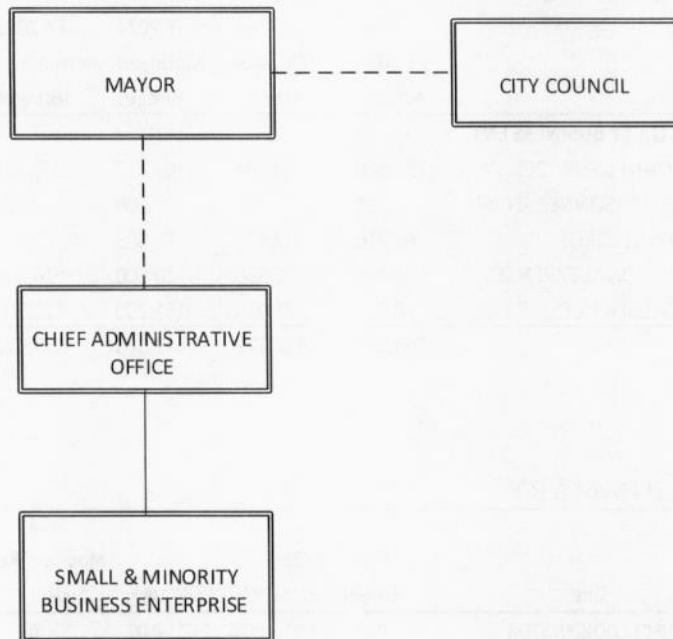 MAYOR
CITY COUNCIL
CHIEF ADMINISTRATIVE
OFFICE
SMALL & MINORITY
BUSINESS ENTERPRISE